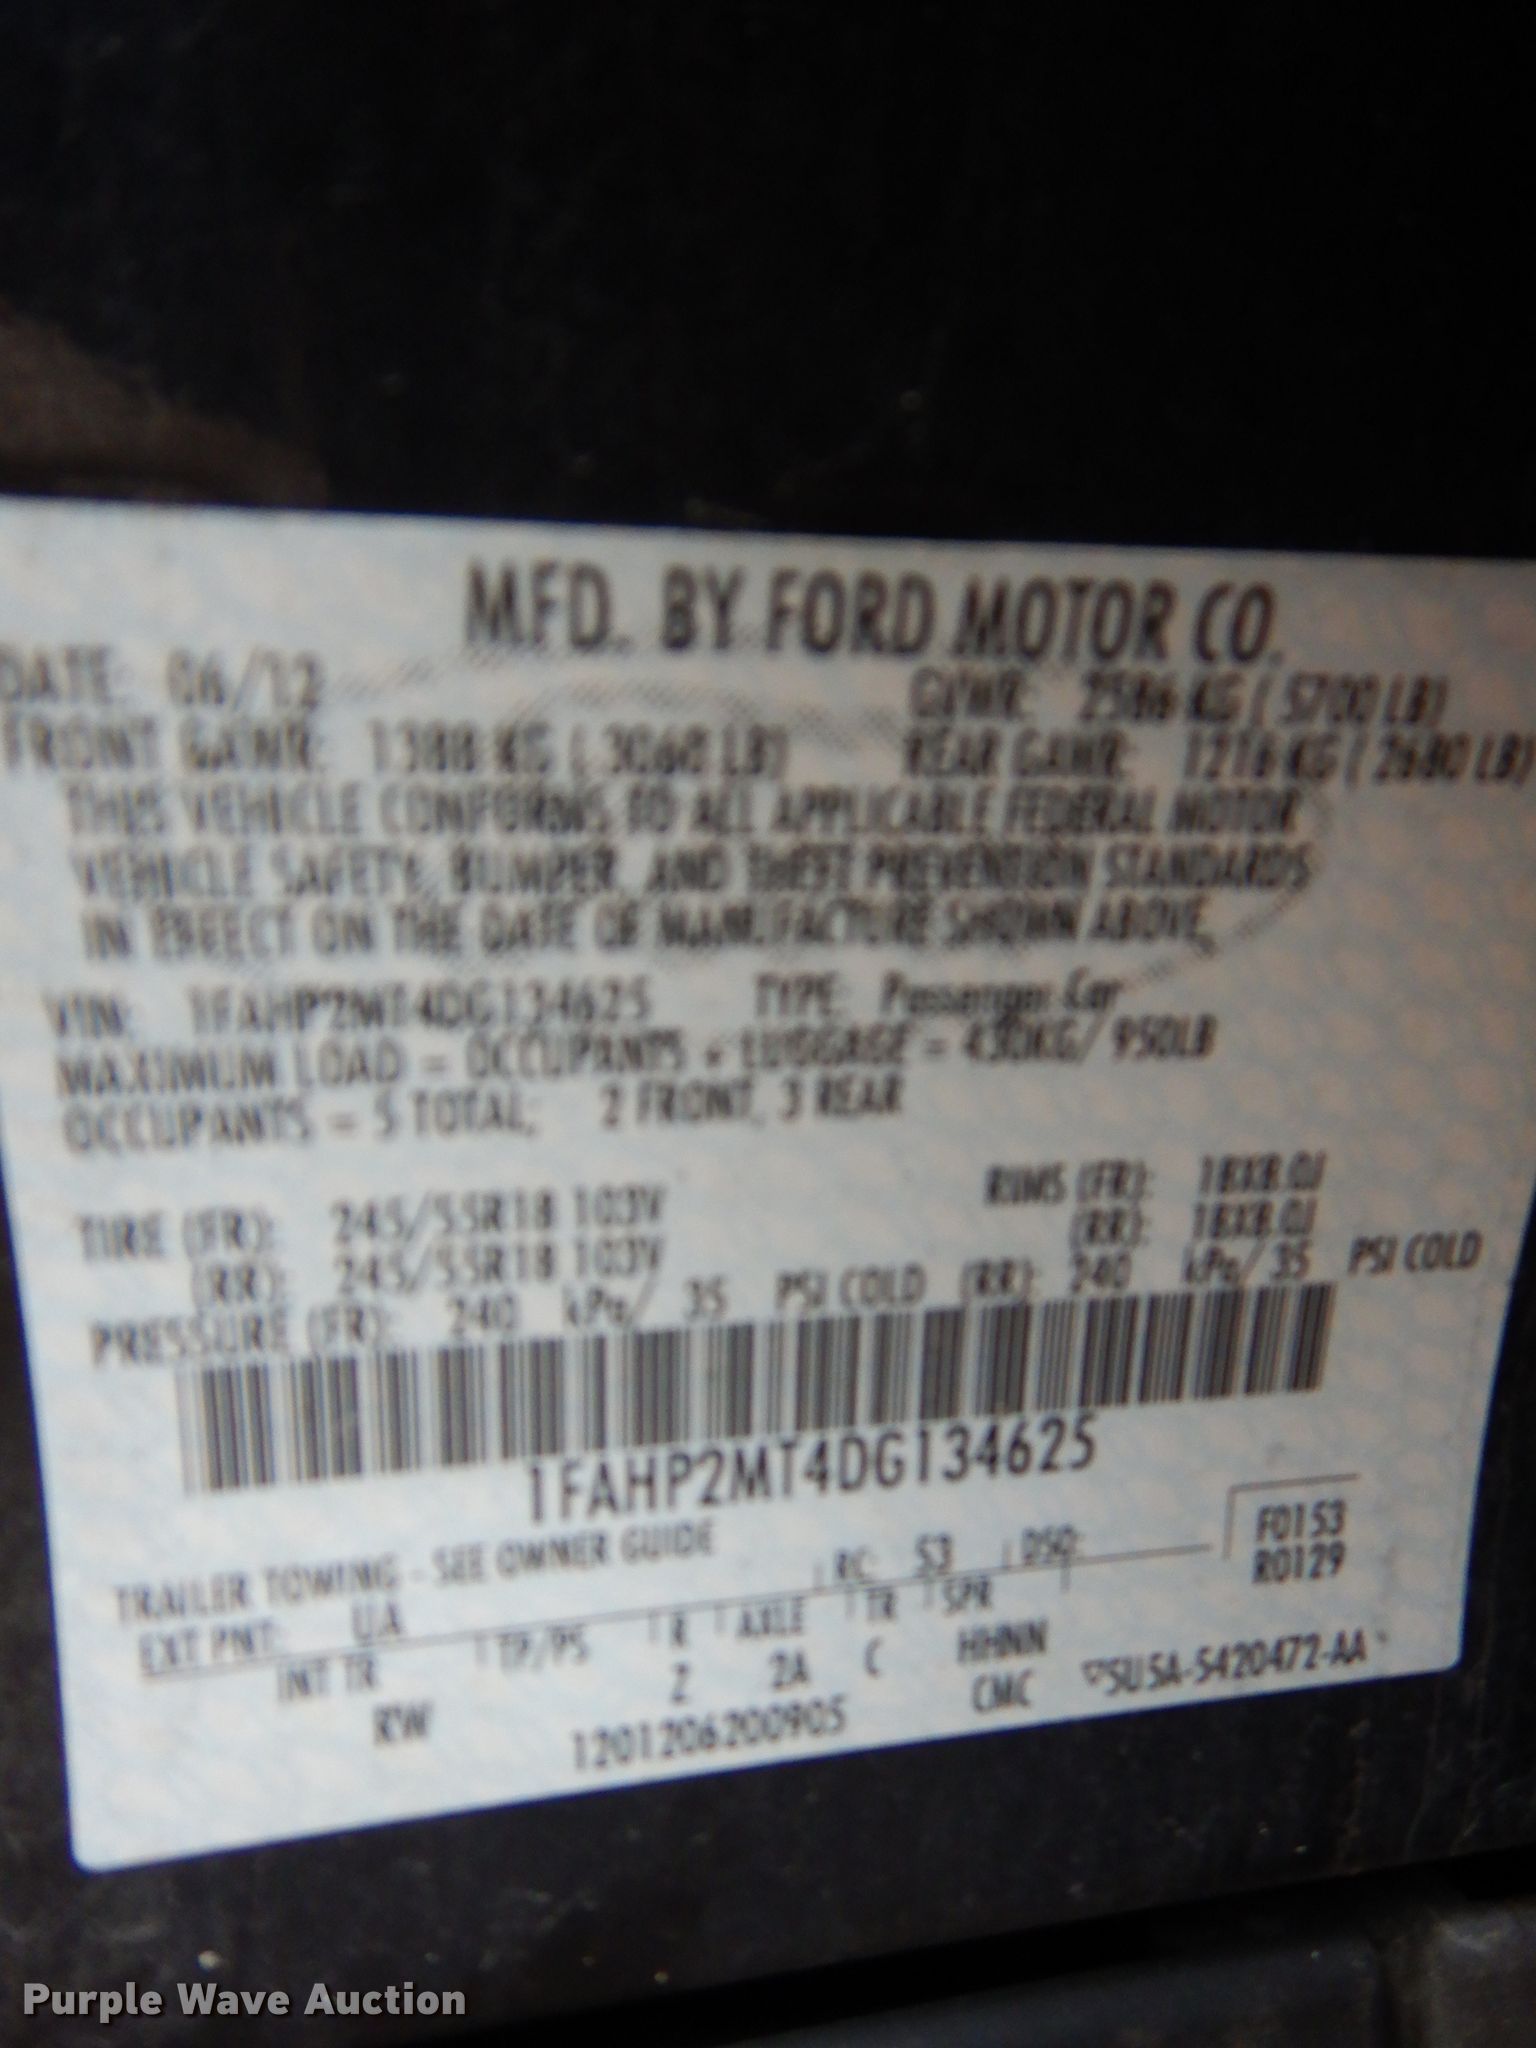 MFD. BY FORD MOTOR CO.
DATE: 06/12 GVWR: 2586 KG ( 5700 LB)
FRONT GAWR: 1388 KG ( 3060 LB) REAR GAWR: 1216 KG ( 2680 LB)
THIS VEHICLE CONFORMS TO ALL APPLICABLE FEDERAL MOTOR
VEHICLE SAFETY, BUMPER, AND THEFT PREVENTION STANDARDS
IN EFFECT ON THE DATE OF MANUFACTURE SHOWN ABOVE.
VIN: 1FAHP2MT4DG134625 TYPE: Passenger Car
MAXIMUM LOAD = OCCUPANTS + LUGGAGE = 430KG/ 950LB
OCCUPANTS = 5 TOTAL, 2 FRONT, 3 REAR
TIRE (FR): 245/55R18 103V RIMS (FR): 18X8.0J
(RR): 245/55R18 103V (RR): 18X8.0J
PRESSURE (FR): 240 kPa/ 35 PSI COLD (RR): 240 kPa/ 35 PSI COLD
1FAHP2MT4DG134625
TRAILER TOWING - SEE OWNER GUIDE
F0153
R0129
EXT PNT: UA RC: 53 DSO:
INT TR TP/PS R AXLE TR SPR
RW Z 2A C HHNN
1201206200905 CMC ▽5U5A-5420472-AA
Purple Wave Auction